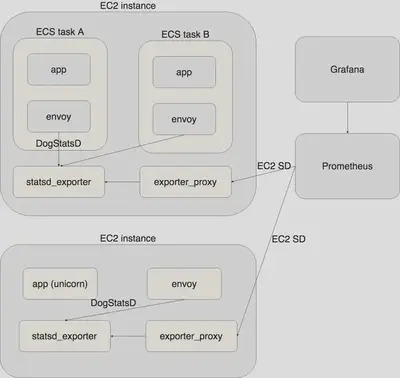 EC2 instance
ECS task A
ECS task B
app
app
envoy
envoy
DogStatsD
statsd_exporter
exporter_proxy
EC2 SD
Grafana
Prometheus
EC2 SD
EC2 instance
app (unicorn)
envoy
DogStatsD
statsd_exporter
exporter_proxy